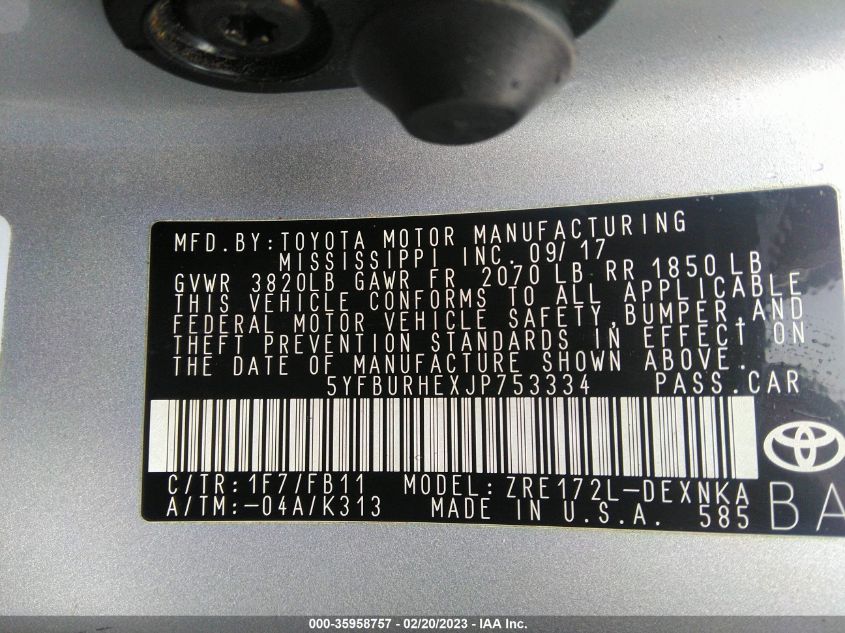 MFD.BY:TOYOTA MOTOR MANUFACTURING
MISSISSIPPI INC. 09/17
GVWR 3820LB GAWR FR 2070 LB RR 1850 LB
THIS VEHICLE CONFORMS TO ALL APPLICABLE
FEDERAL MOTOR VEHICLE SAFETY, BUMPER, AND
THEFT PREVENTION STANDARDS IN EFFECT ON
THE DATE OF MANUFACTURE SHOWN ABOVE.
5YFBURHEXJP753334 PASS.CAR
C/TR:1F7/FB11 MODEL:ZRE172L-DEXNKA
A/TM:-04A/K313 MADE IN U.S.A. 585 BA
000-35958757 - 02/20/2023 - IAA Inc.